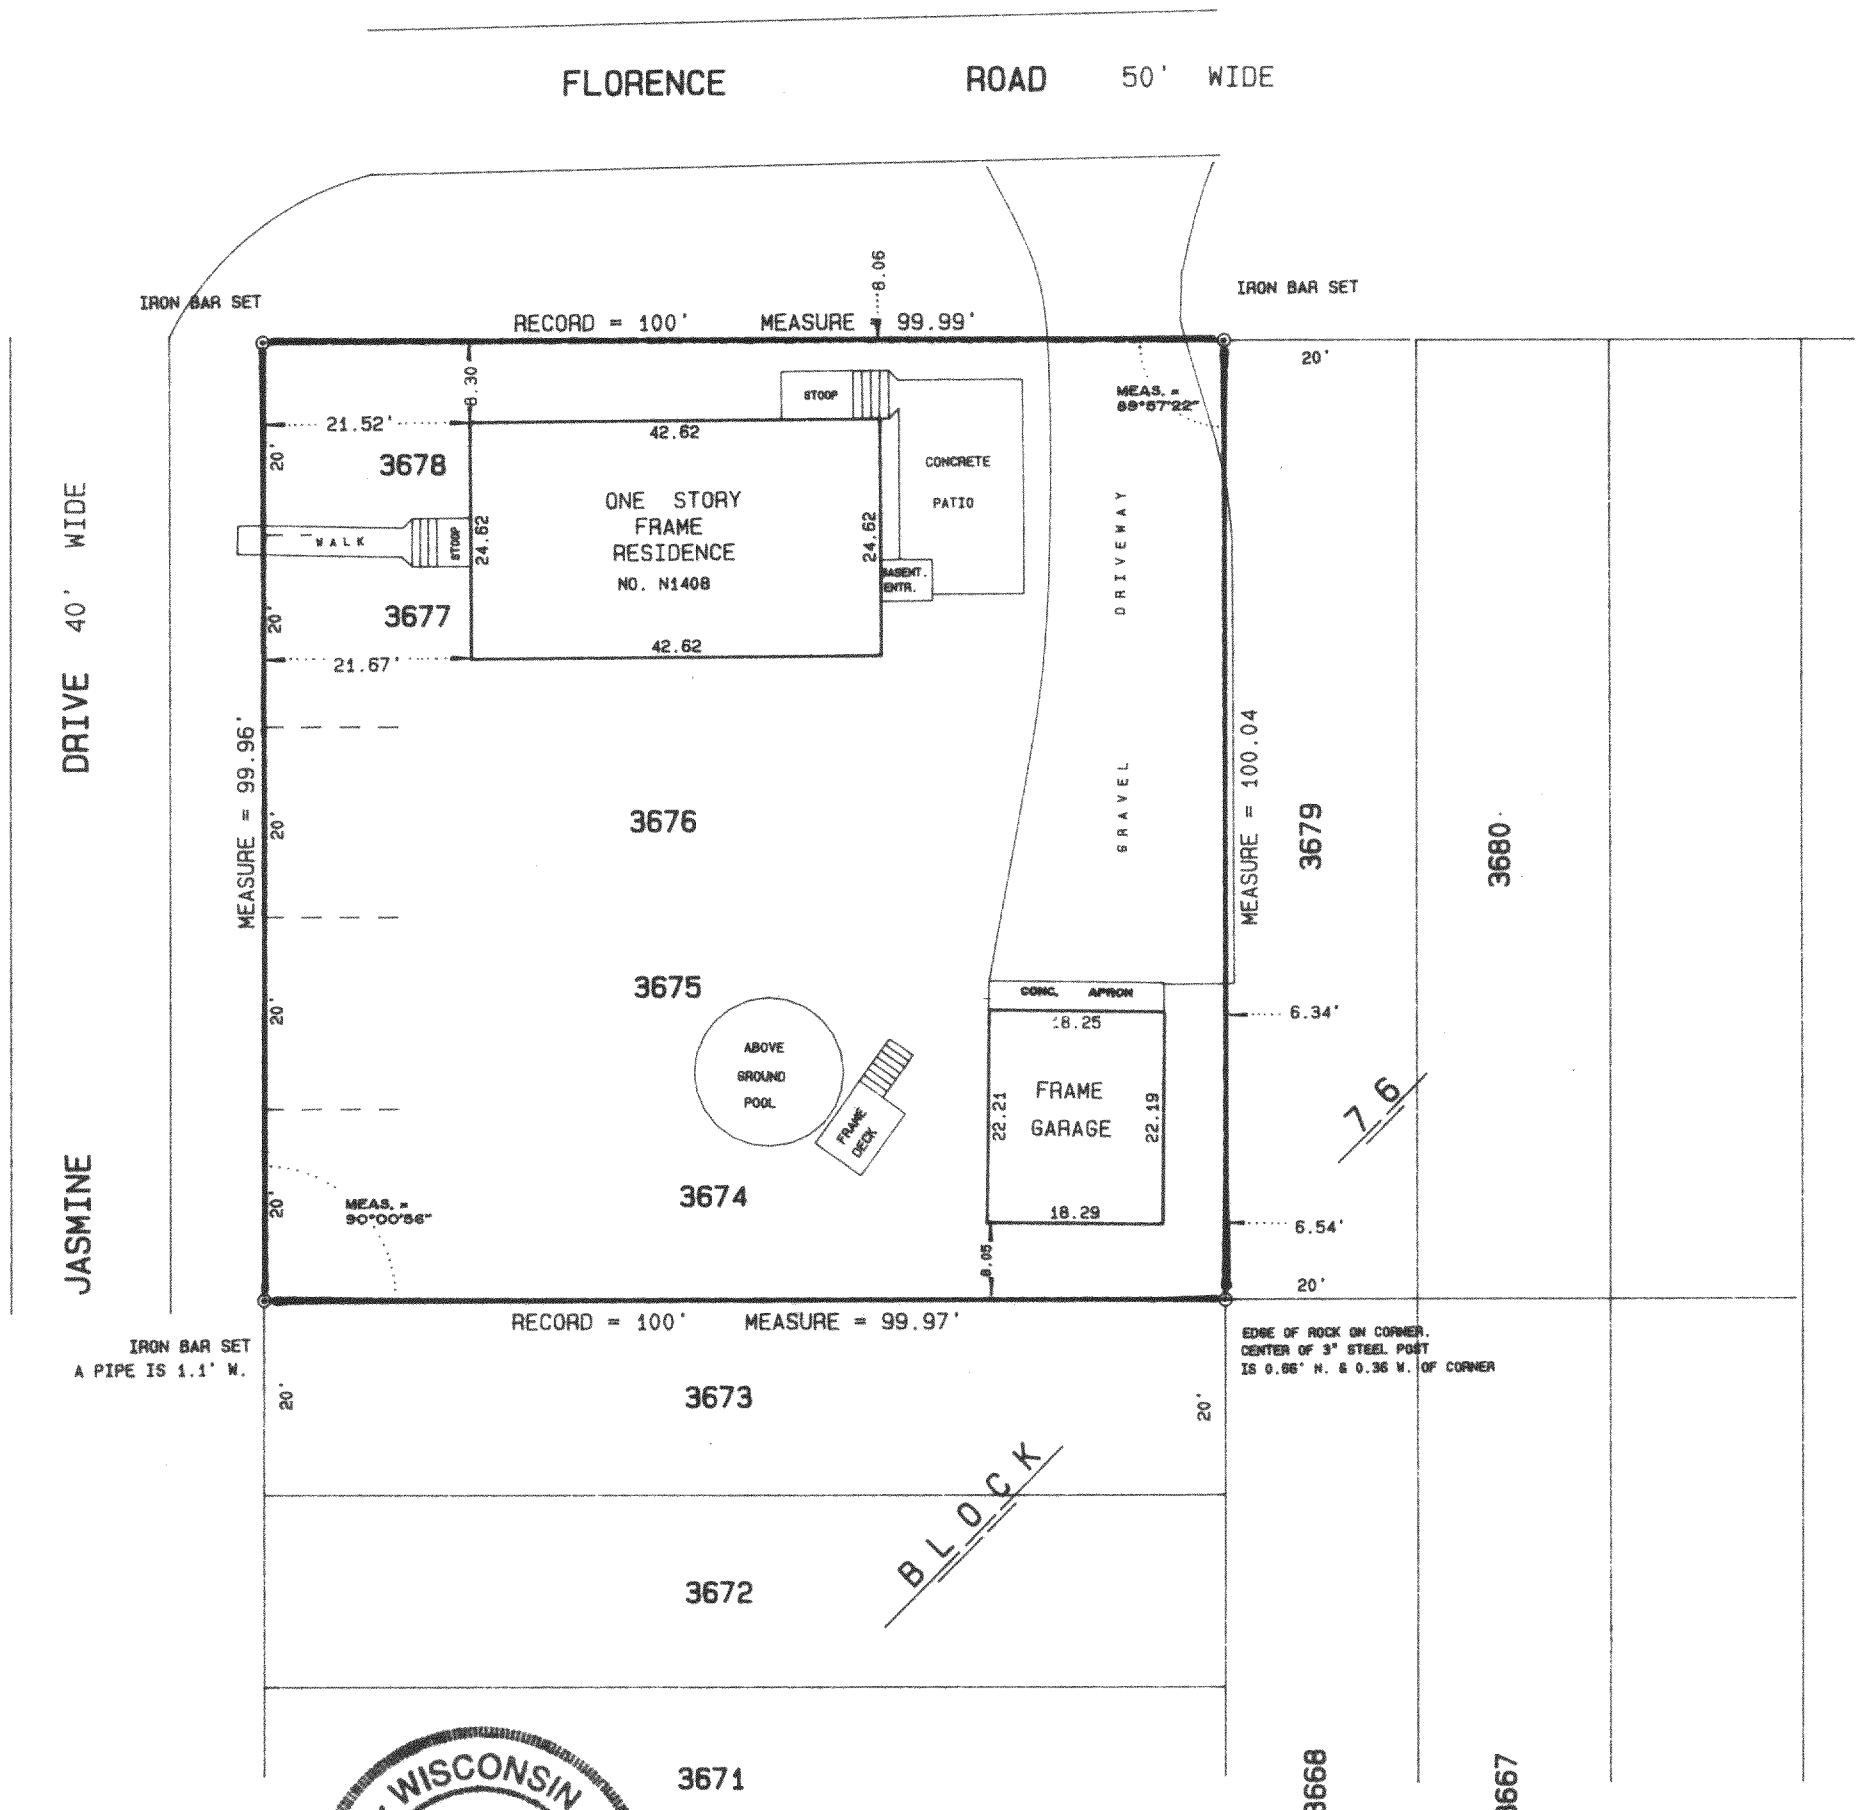 FLORENCE ROAD 50' WIDE
8.06
IRON BAR SET
IRON BAR SET
RECORD = 100' MEASURE = 99.99'
20'
8.30
STOOP
MEAS. =
89°57'22"
21.52'
42.62
20'
3678
CONCRETE
PATIO
ONE STORY
FRAME
RESIDENCE
NO. N1408
WALK
STOOP
24.62
24.62
BASEMT.
ENTR.
DRIVEWAY
GRAVEL
20'
3677
42.62
21.67'
JASMINE DRIVE 40' WIDE
MEASURE = 99.96'
20'
3676
MEASURE = 100.04
3679
3680
3675
20'
CONC. APRON
18.25
6.34'
ABOVE
GROUND
POOL
FRAME
DECK
22.21
FRAME
GARAGE
22.19
76
20'
3674
MEAS. =
90°00'56"
18.29
6.54'
8.05
20'
RECORD = 100' MEASURE = 99.97'
IRON BAR SET
A PIPE IS 1.1' W.
EDGE OF ROCK ON CORNER.
CENTER OF 3" STEEL POST
IS 0.66' N. & 0.36 W. OF CORNER
20'
3673
20'
BLOCK
3672
3671
WISCONSIN
3668
3667